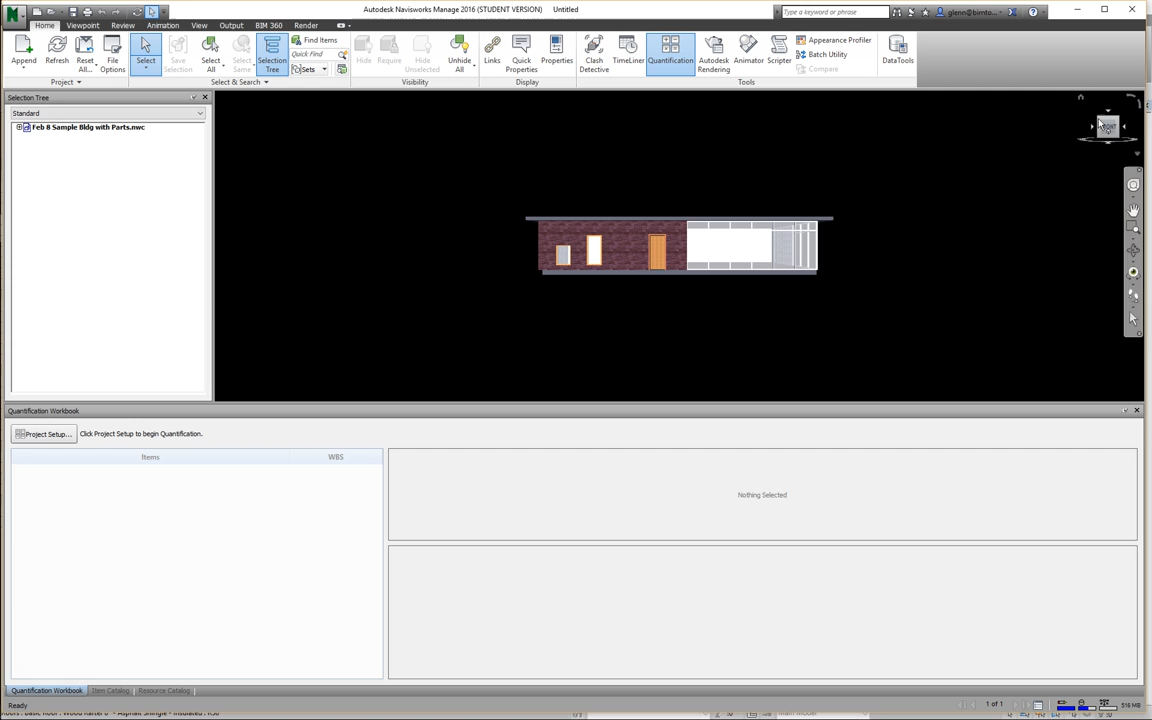 Autodesk Navisworks Manage 2016 (STUDENT VERSION) Untitled
Type a keyword or phrase
glenn@bimto...
Home Viewpoint Review Animation View Output BIM 360 Render
Append Refresh Reset All... File Options
Project
Select Save Selection Select All Select Same Selection Tree
Find Items
Quick Find
Sets
Select & Search
Hide Require Hide Unselected Unhide All
Visibility
Links Quick Properties Properties
Display
Clash Detective TimeLiner Quantification Autodesk Rendering Animator Scripter
Appearance Profiler
Batch Utility
Compare
Tools
DataTools
Selection Tree
Standard
Feb 8 Sample Bldg with Parts.nwc
FRONT
Quantification Workbook
Project Setup... Click Project Setup to begin Quantification.
Items WBS
Nothing Selected
Quantification Workbook Item Catalog Resource Catalog
Ready
1 of 1
516 MB